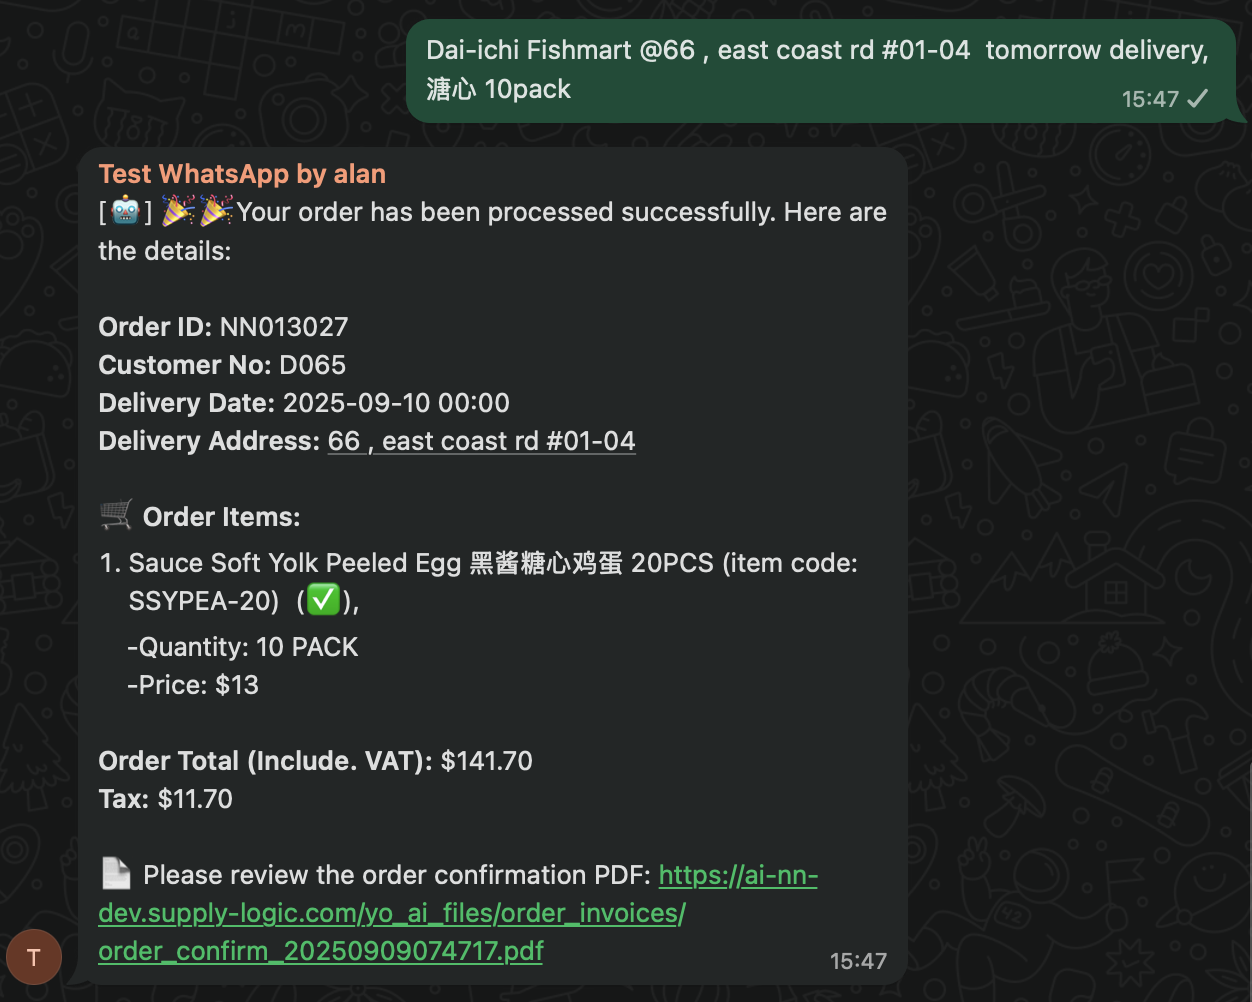 Dai-ichi Fishmart @66 , east coast rd #01-04  tomorrow delivery,
溏心 10pack
15:47
Test WhatsApp by alan
[🤖] 🎉🎉Your order has been processed successfully. Here are
the details:
Order ID: NN013027
Customer No: D065
Delivery Date: 2025-09-10 00:00
Delivery Address: 66 , east coast rd #01-04
🛒 Order Items:
1. Sauce Soft Yolk Peeled Egg 黑酱糖心鸡蛋 20PCS (item code:
SSYPEA-20)（✅),
-Quantity: 10 PACK
-Price: $13
Order Total (Include. VAT): $141.70
Tax: $11.70
📄 Please review the order confirmation PDF: https://ai-nn-
dev.supply-logic.com/yo_ai_files/order_invoices/
order_confirm_20250909074717.pdf
15:47
T